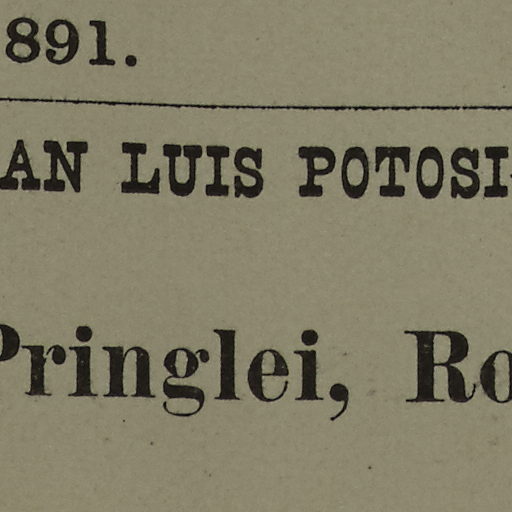 891.
AN LUIS POTOSI
Pringlei, Ro